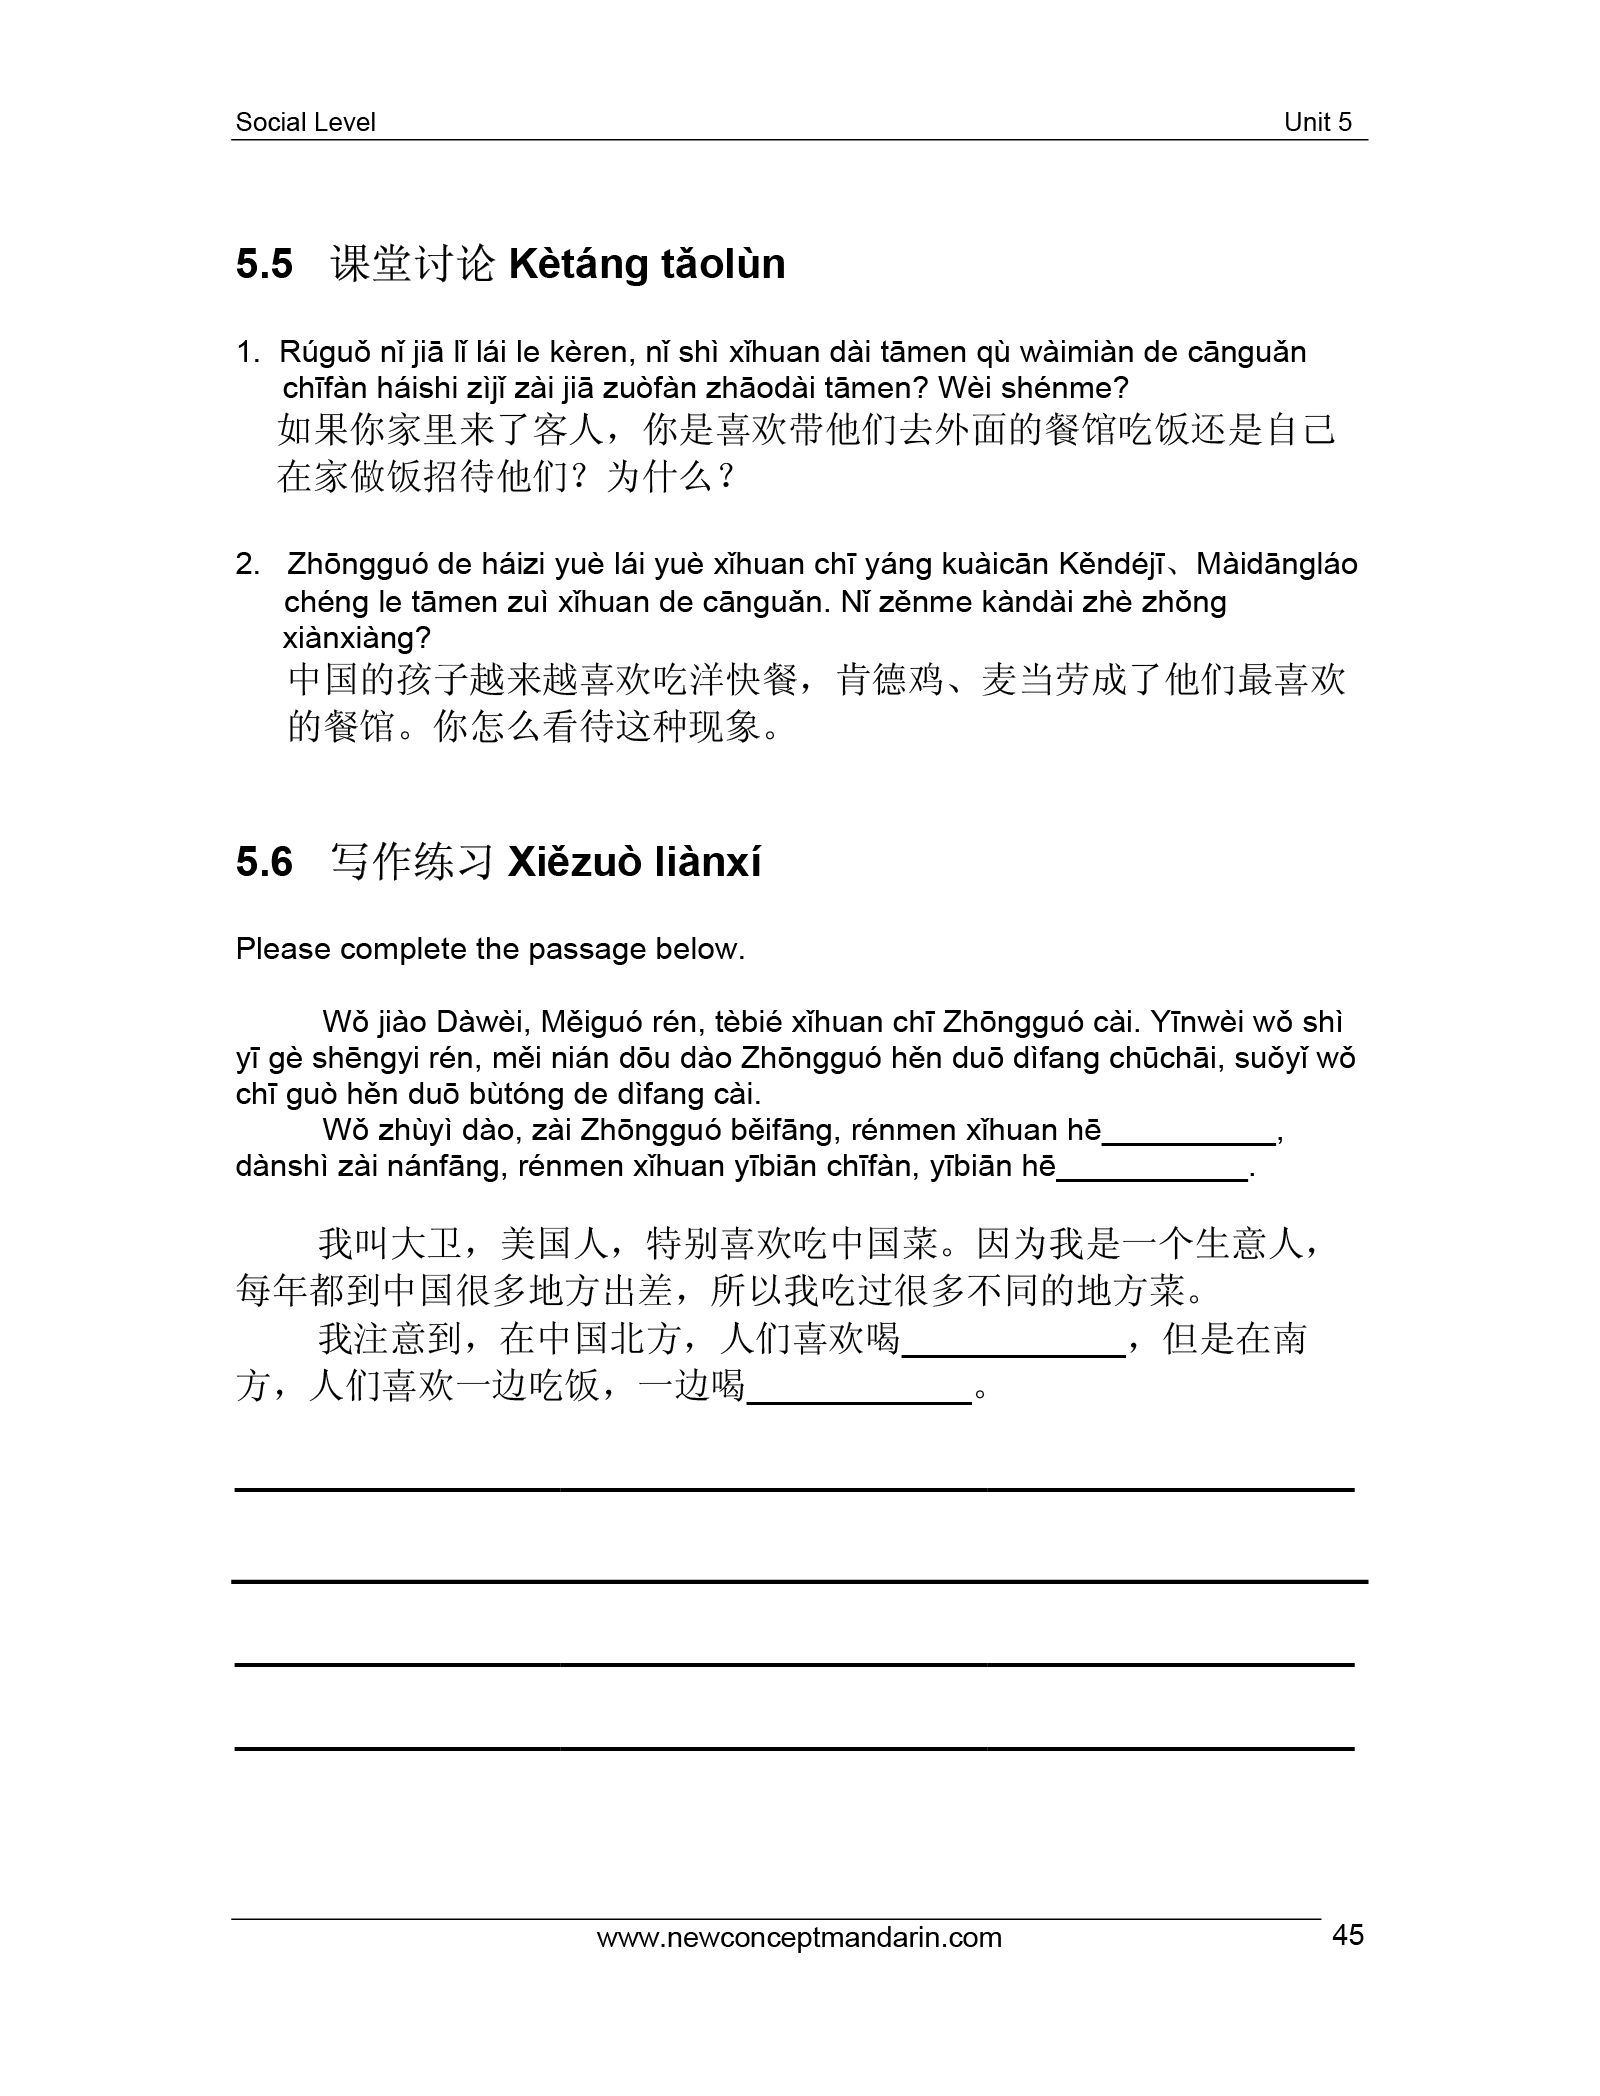 Social Level Unit 5
5.5 课堂讨论 Kètáng tǎolùn
1. Rúguǒ nǐ jiā lǐ lái le kèren, nǐ shì xǐhuan dài tāmen qù wàimiàn de cānguǎn
chīfàn háishi zìjǐ zài jiā zuòfàn zhāodài tāmen? Wèi shénme?
如果你家里来了客人，你是喜欢带他们去外面的餐馆吃饭还是自己
在家做饭招待他们？为什么？
2. Zhōngguó de háizi yuè lái yuè xǐhuan chī yáng kuàicān Kěndéjī、Màidāngláo
chéng le tāmen zuì xǐhuan de cānguǎn. Nǐ zěnme kàndài zhè zhǒng
xiànxiàng?
中国的孩子越来越喜欢吃洋快餐，肯德鸡、麦当劳成了他们最喜欢
的餐馆。你怎么看待这种现象。
5.6 写作练习 Xiězuò liànxí
Please complete the passage below.
Wǒ jiào Dàwèi, Měiguó rén, tèbié xǐhuan chī Zhōngguó cài. Yīnwèi wǒ shì
yī gè shēngyi rén, měi nián dōu dào Zhōngguó hěn duō dìfang chūchāi, suǒyǐ wǒ
chī guò hěn duō bùtóng de dìfang cài.
Wǒ zhùyì dào, zài Zhōngguó běifāng, rénmen xǐhuan hē__________,
dànshì zài nánfāng, rénmen xǐhuan yībiān chīfàn, yībiān hē___________.
我叫大卫，美国人，特别喜欢吃中国菜。因为我是一个生意人，
每年都到中国很多地方出差，所以我吃过很多不同的地方菜。
我注意到，在中国北方，人们喜欢喝____________，但是在南
方，人们喜欢一边吃饭，一边喝____________。
www.newconceptmandarin.com 45